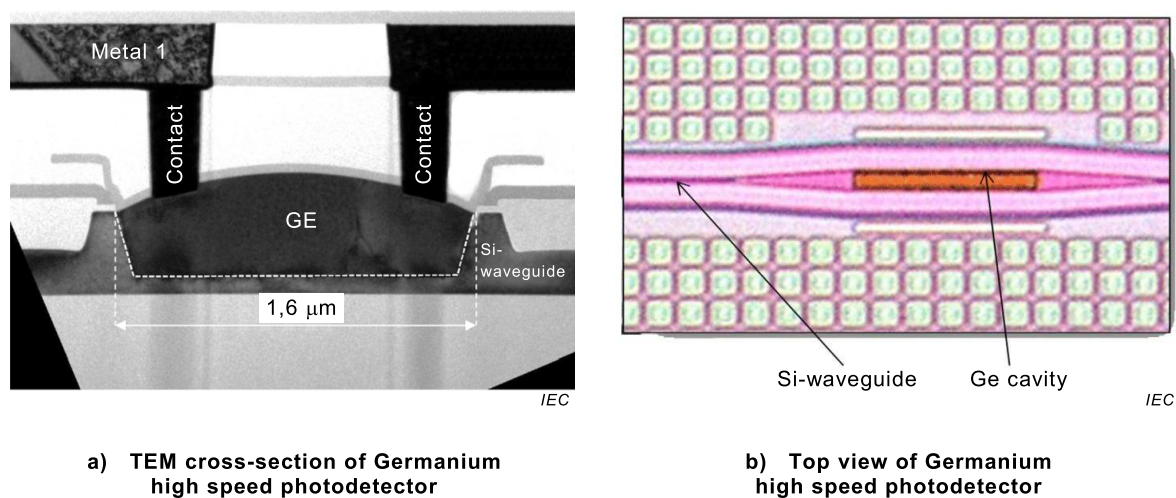 Metal 1
Contact
Contact
GE
Si-
waveguide
1,6 μm
IEC
a) TEM cross-section of Germanium
high speed photodetector
Si-waveguide
Ge cavity
IEC
b) Top view of Germanium
high speed photodetector